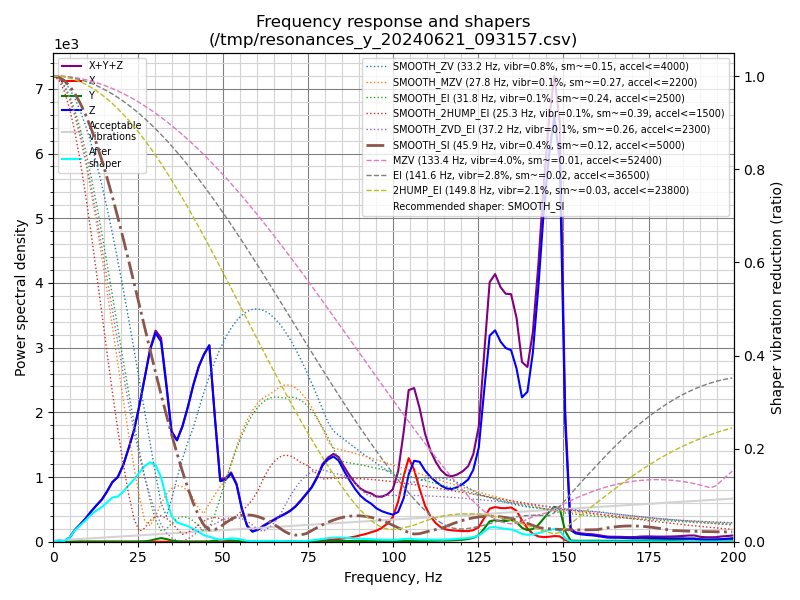 Frequency response and shapers
(/tmp/resonances_y_20240621_093157.csv)
1e3
X+Y+Z
X
Y
Z
Acceptable
vibrations
After
shaper
SMOOTH_ZV (33.2 Hz, vibr=0.8%, sm~=0.15, accel<=4000)
SMOOTH_MZV (27.8 Hz, vibr=0.1%, sm~=0.27, accel<=2200)
SMOOTH_EI (31.8 Hz, vibr=0.1%, sm~=0.24, accel<=2500)
SMOOTH_2HUMP_EI (25.3 Hz, vibr=0.1%, sm~=0.39, accel<=1500)
SMOOTH_ZVD_EI (37.2 Hz, vibr=0.1%, sm~=0.26, accel<=2300)
SMOOTH_SI (45.9 Hz, vibr=0.4%, sm~=0.12, accel<=5000)
MZV (133.4 Hz, vibr=4.0%, sm~=0.01, accel<=52400)
EI (141.6 Hz, vibr=2.8%, sm~=0.02, accel<=36500)
2HUMP_EI (149.8 Hz, vibr=2.1%, sm~=0.03, accel<=23800)
Recommended shaper: SMOOTH_SI
Power spectral density
7
6
5
4
3
2
1
0
Shaper vibration reduction (ratio)
1.0
0.8
0.6
0.4
0.2
0.0
0 25 50 75 100 125 150 175 200
Frequency, Hz